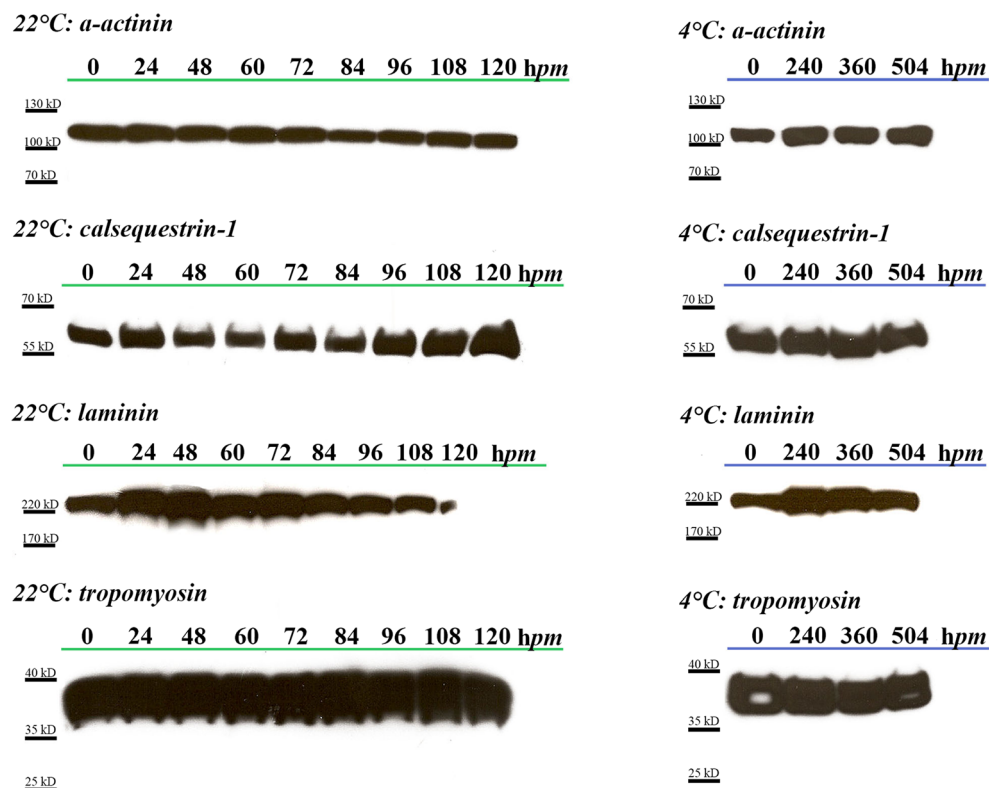 22°C: a-actinin
0 24 48 60 72 84 96 108 120 hpm
130 kD
100 kD
70 kD
4°C: a-actinin
0 240 360 504 hpm
130 kD
100 kD
70 kD
22°C: calsequestrin-1
0 24 48 60 72 84 96 108 120 hpm
70 kD
55 kD
4°C: calsequestrin-1
0 240 360 504 hpm
70 kD
55 kD
22°C: laminin
0 24 48 60 72 84 96 108 120 hpm
220 kD
170 kD
4°C: laminin
0 240 360 504 hpm
220 kD
170 kD
22°C: tropomyosin
0 24 48 60 72 84 96 108 120 hpm
40 kD
35 kD
25 kD
4°C: tropomyosin
0 240 360 504 hpm
40 kD
35 kD
25 kD